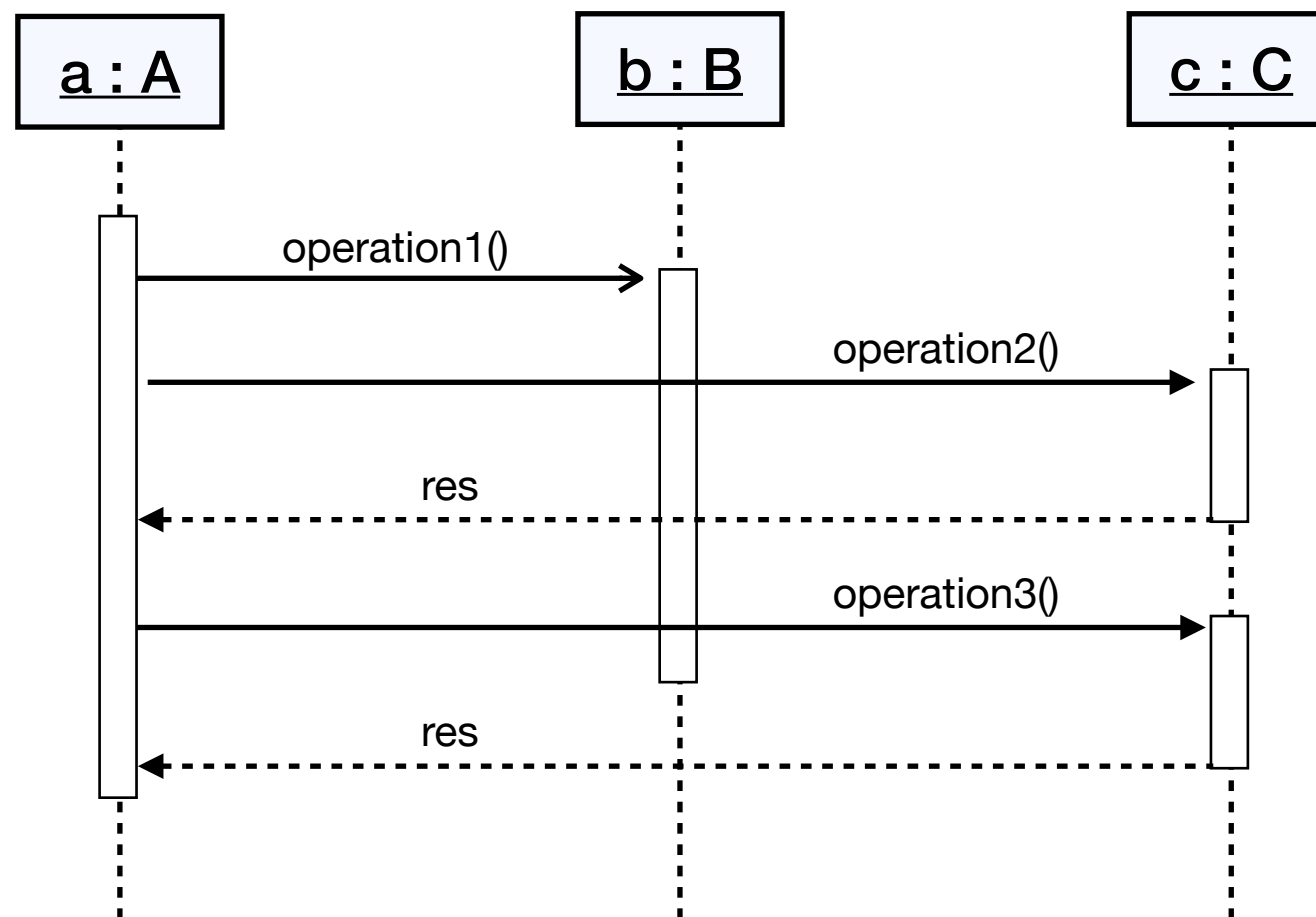 a : A
b : B
c : C
operation1()
operation2()
res
operation3()
res